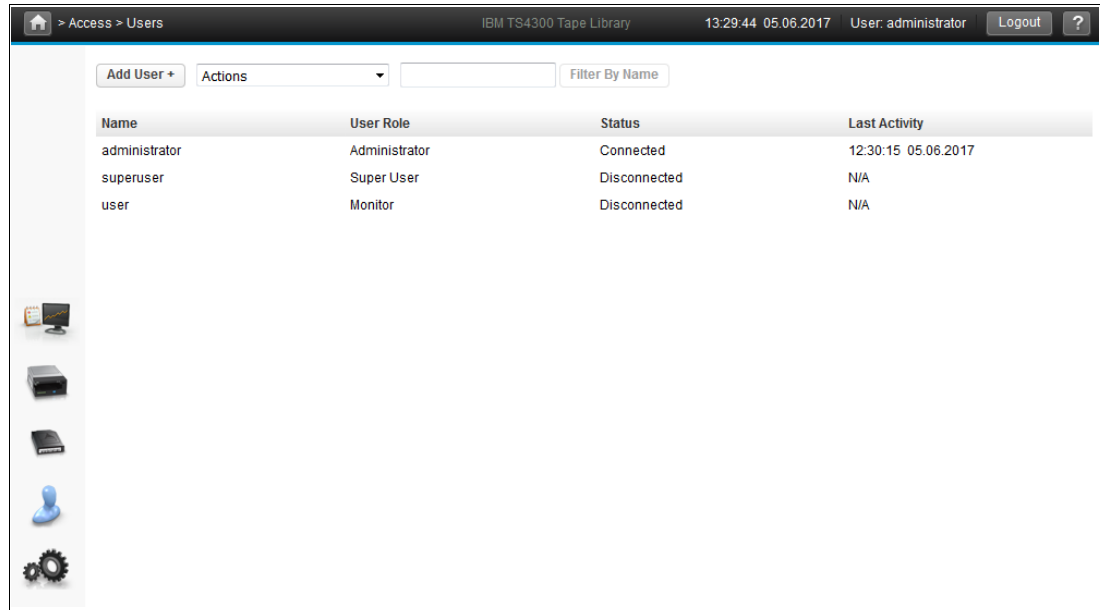 > Access > Users IBM TS4300 Tape Library 13:29:44 05.06.2017 User: administrator Logout ?
Add User + Actions Filter By Name
Name User Role Status Last Activity
administrator Administrator Connected 12:30:15 05.06.2017
superuser Super User Disconnected N/A
user Monitor Disconnected N/A